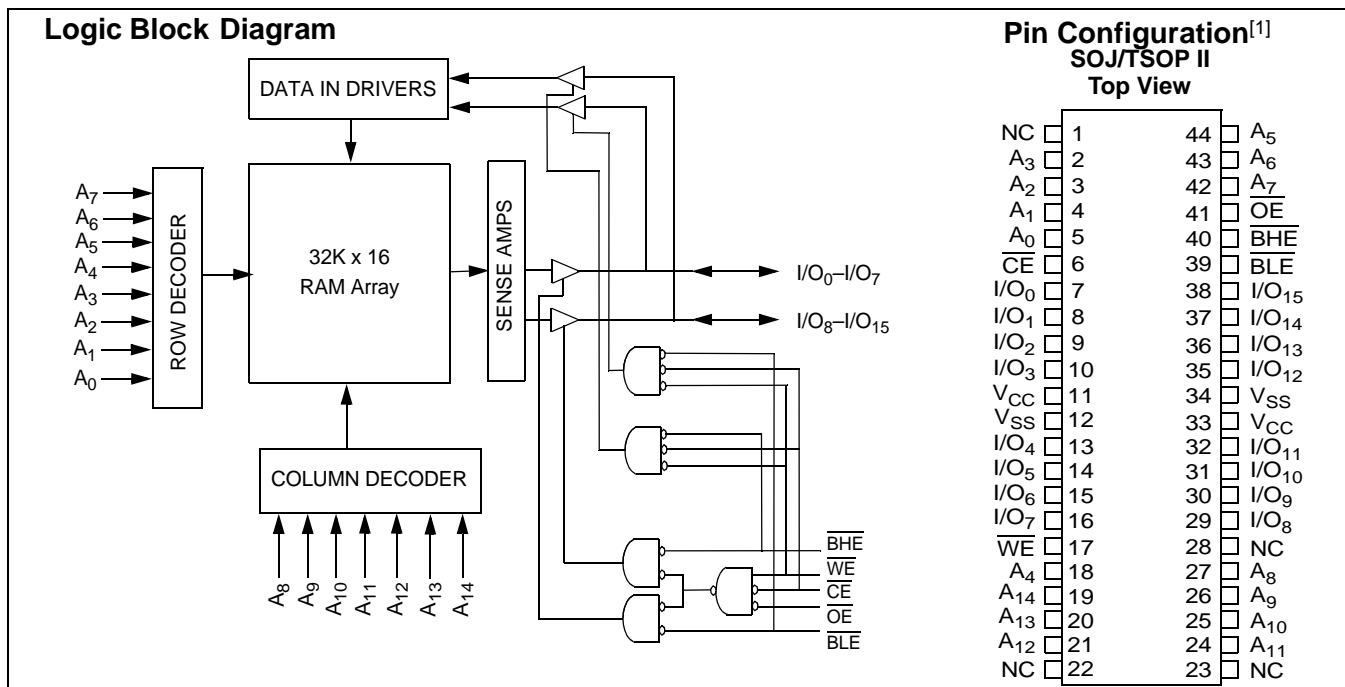 Logic Block Diagram
DATA IN DRIVERS
A7
A6
A5
A4
A3
A2
A1
A0
ROW DECODER
32K x 16
RAM Array
SENSE AMPS
I/O0–I/O7
I/O8–I/O15
COLUMN DECODER
A8
A9
A10
A11
A12
A13
A14
BHE
WE
CE
OE
BLE
Pin Configuration[1]
SOJ/TSOP II
Top View
NC 1 44 A5
A3 2 43 A6
A2 3 42 A7
A1 4 41 OE
A0 5 40 BHE
CE 6 39 BLE
I/O0 7 38 I/O15
I/O1 8 37 I/O14
I/O2 9 36 I/O13
I/O3 10 35 I/O12
VCC 11 34 VSS
VSS 12 33 VCC
I/O4 13 32 I/O11
I/O5 14 31 I/O10
I/O6 15 30 I/O9
I/O7 16 29 I/O8
WE 17 28 NC
A4 18 27 A8
A14 19 26 A9
A13 20 25 A10
A12 21 24 A11
NC 22 23 NC